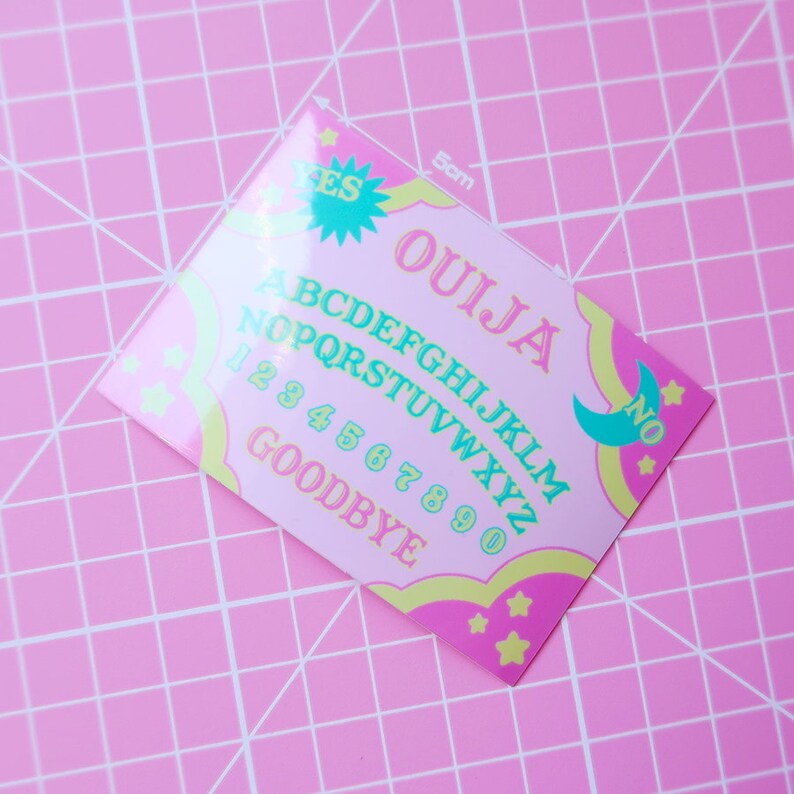 5cm
YES
OUIJA
ABCDEFGHIJKLM
NOPQRSTUVWXYZ
1234567890
GOODBYE
NO